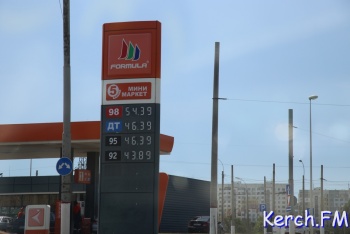 FORMULA
5 МИНИ
МАРКЕТ
98 54.39
ДТ 46.39
95 46.39
92 43.89
Kerch.FM